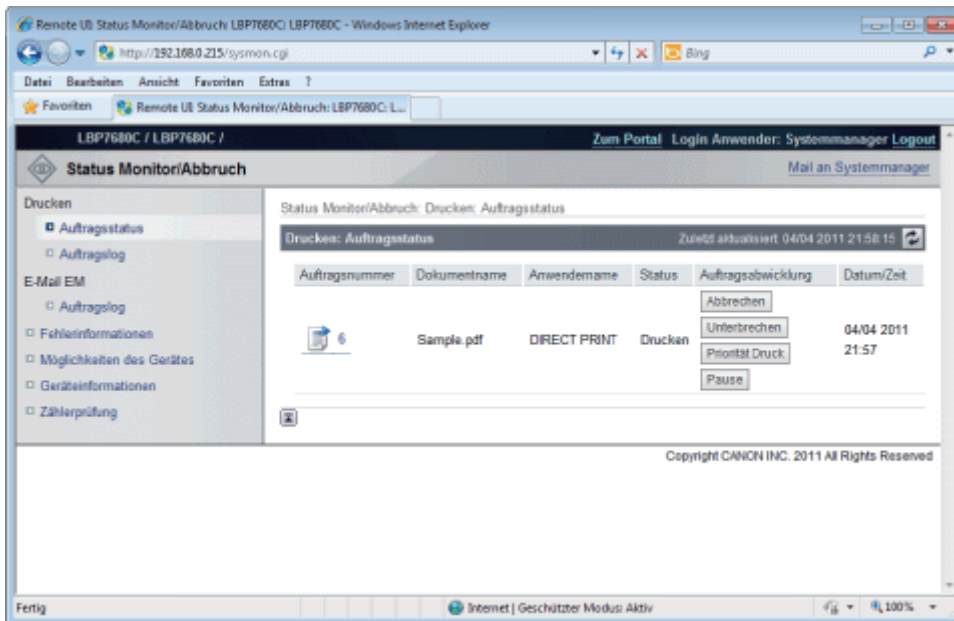 Remote UI: Status Monitor/Abbruch: LBP7680C: LBP7680C - Windows Internet Explorer
http://192.168.0.215/sysmon.cgi
Bing
Datei Bearbeiten Ansicht Favoriten Extras ?
Favoriten
Remote UI: Status Monitor/Abbruch: LBP7680C: L...
LBP7680C / LBP7680C /
Zum Portal Login Anwender: Systemmanager Logout
Status Monitor/Abbruch
Mail an Systemmanager
Drucken
Auftragsstatus
Auftragslog
E-Mail EM
Auftragslog
Fehlerinformationen
Möglichkeiten des Gerätes
Geräteinformationen
Zählerprüfung
Status Monitor/Abbruch: Drucken: Auftragsstatus
Drucken: Auftragsstatus
Zuletzt aktualisiert 04/04 2011 21:58:15
Auftragsnummer Dokumentname Anwendername Status Auftragsabwicklung Datum/Zeit
6 Sample.pdf DIRECT PRINT Drucken
Abbrechen
Unterbrechen
Priorität Druck
Pause
04/04 2011
21:57
Copyright CANON INC. 2011 All Rights Reserved
Fertig
Internet | Geschützter Modus: Aktiv
100%